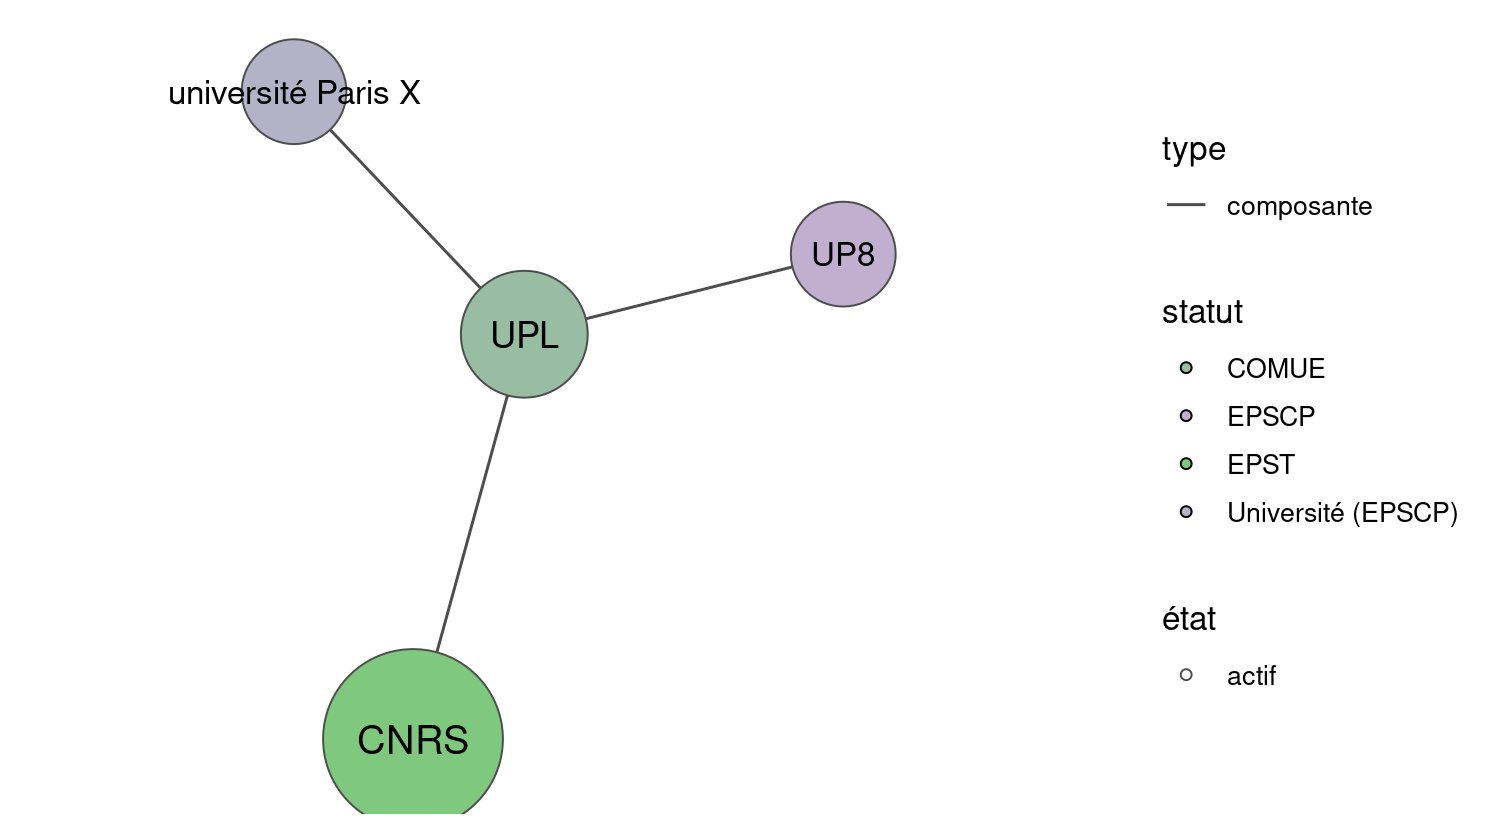 université Paris X
UP8
UPL
CNRS
type
composante
statut
COMUE
EPSCP
EPST
Université (EPSCP)
état
actif